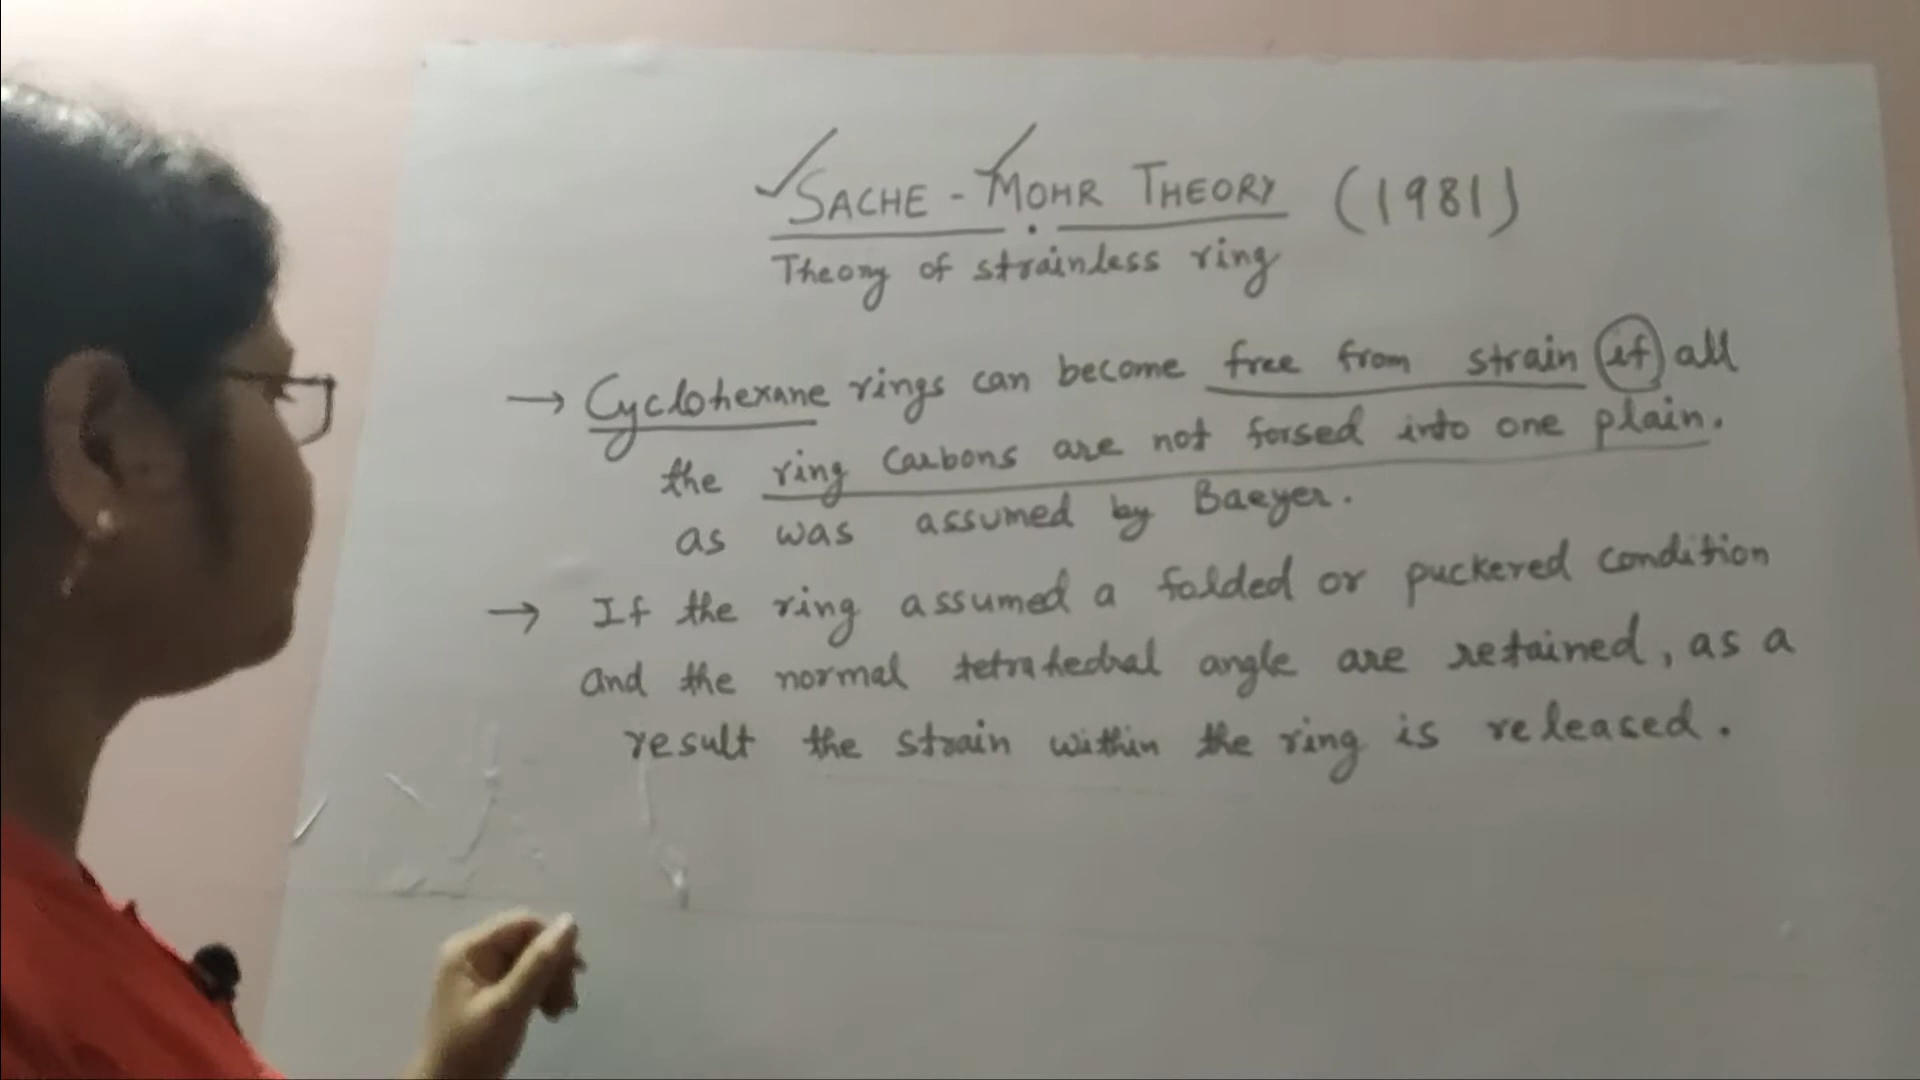 SACHE - MOHR THEORY (1981)
Theory of strainless ring
→ Cyclohexane rings can become free from strain if all
the ring carbons are not forsed into one plain.
as was assumed by Baeyer.
→ If the ring assumed a folded or puckered condition
and the normal tetrahedral angle are retained, as a
result the strain within the ring is released.